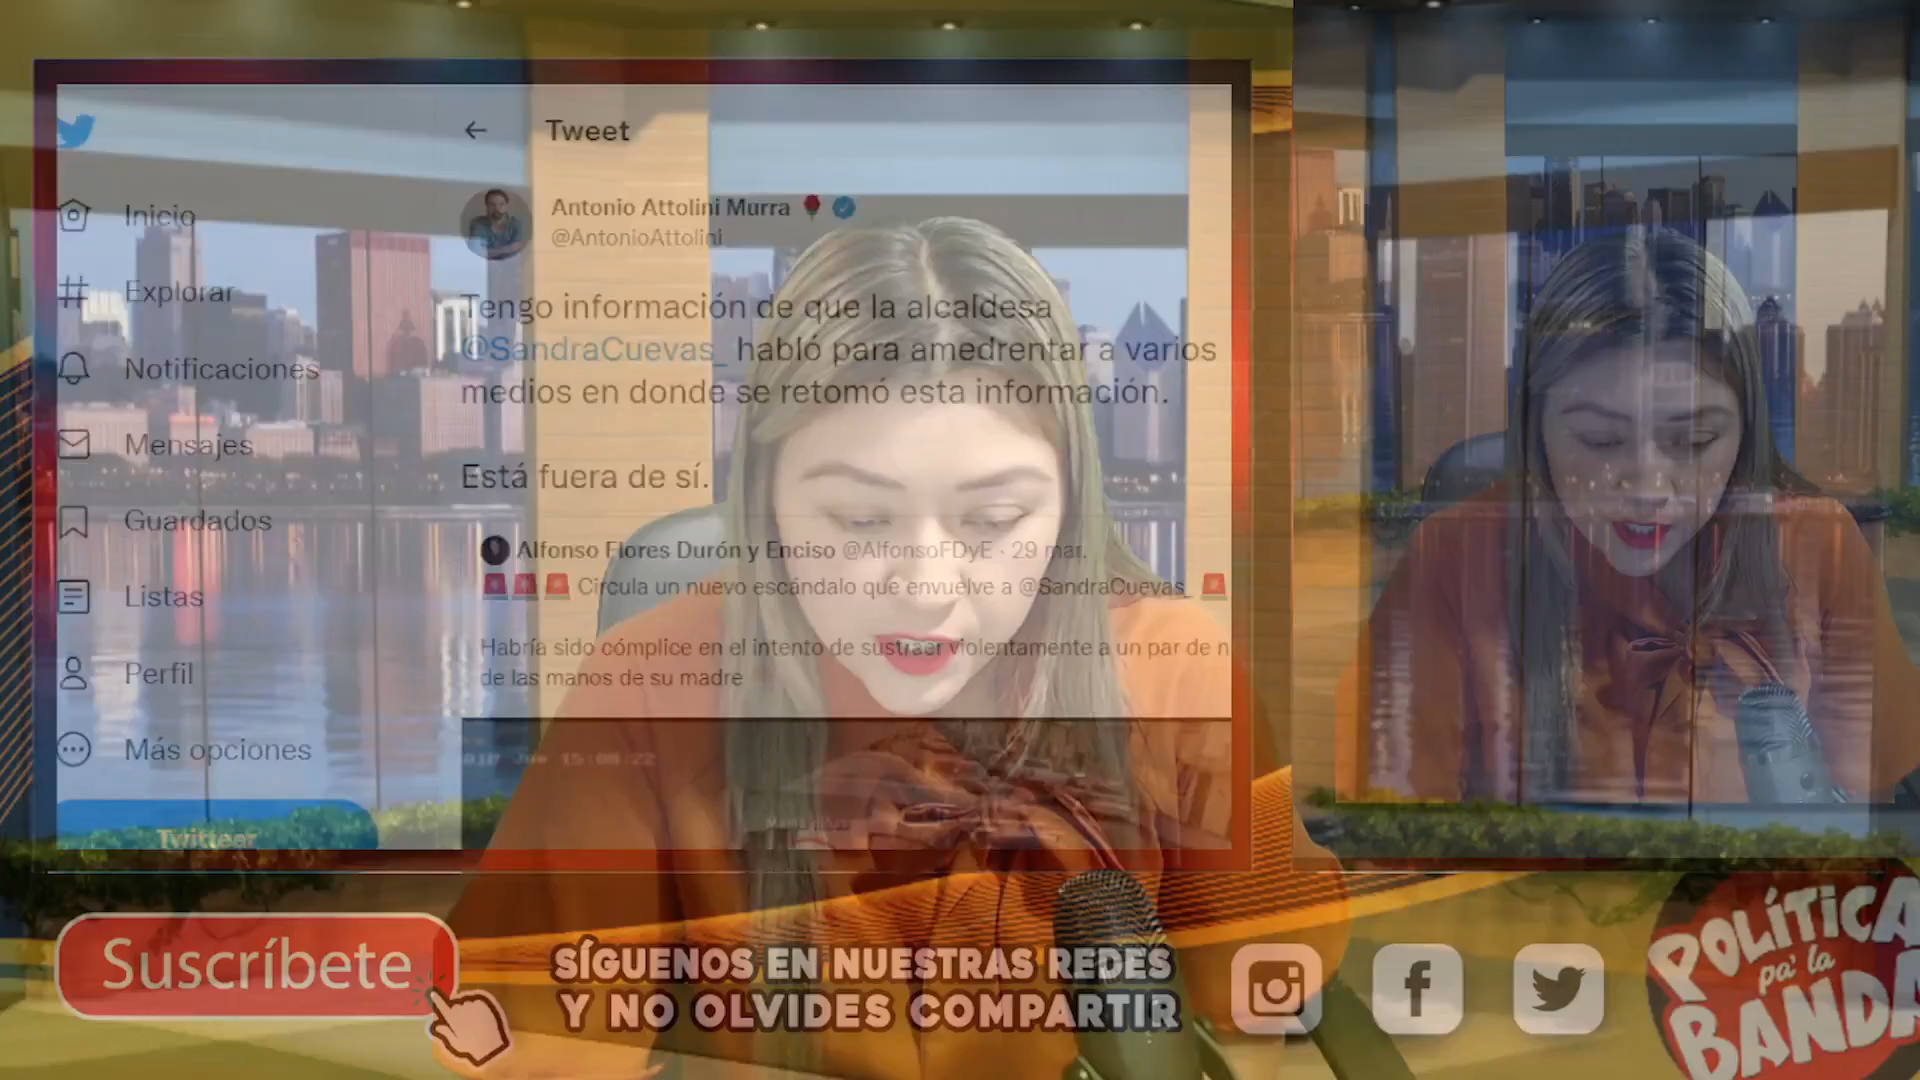 Tweet
Antonio Attolini Murra
@AntonioAttolini
Inicio
Explorar
Notificaciones
Mensajes
Guardados
Listas
Perfil
Más opciones
Twittear
Tengo información de que la alcaldesa
@SandraCuevas_ habló para amedrentar a varios
medios en donde se retomó esta información.
Está fuera de sí.
Alfonso Flores Durón y Enciso @AlfonsoFDyE · 29 mar.
Circula un nuevo escándalo que envuelve a @SandraCuevas_
Habría sido cómplice en el intento de sustraer violentamente a un par de n
de las manos de su madre
15:08:22
Suscríbete
SÍGUENOS EN NUESTRAS REDES
Y NO OLVIDES COMPARTIR
POLÍTICA
pa' la
BANDA